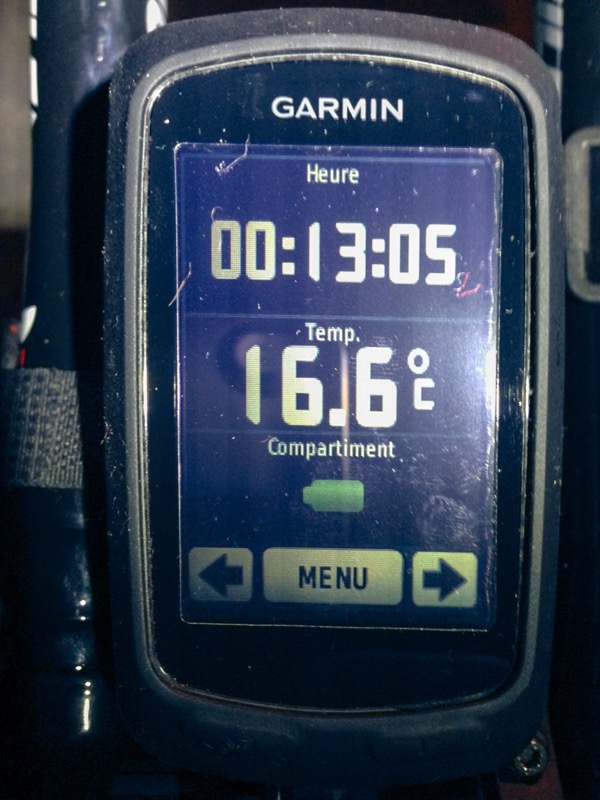 GARMIN
Heure
00:13:05
Temp.
16.6°C
Compartiment
MENU